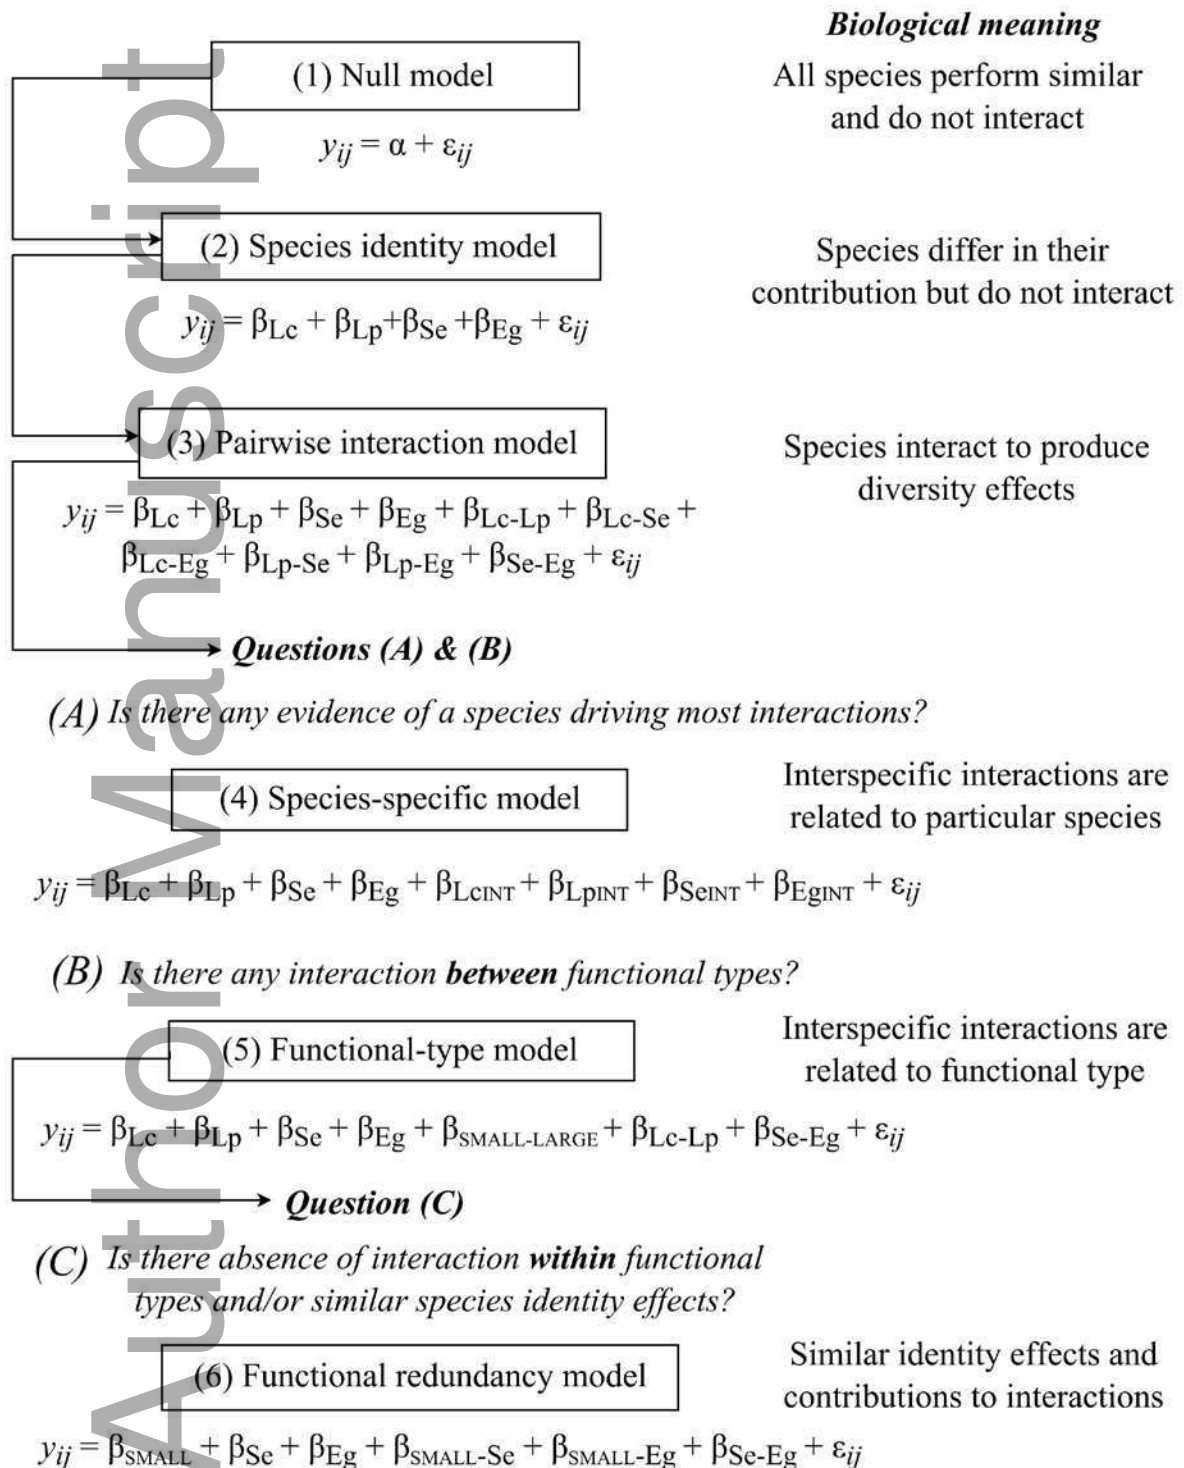 Biological meaning
(1) Null model
All species perform similar
and do not interact
yij = α + εij
(2) Species identity model
Species differ in their
contribution but do not interact
yij = βLc + βLp+βSe +βEg + εij
(3) Pairwise interaction model
Species interact to produce
diversity effects
yij = βLc + βLp + βSe + βEg + βLc-Lp + βLc-Se +
βLc-Eg + βLp-Se + βLp-Eg + βSe-Eg + εij
Questions (A) & (B)
(A) Is there any evidence of a species driving most interactions?
(4) Species-specific model
Interspecific interactions are
related to particular species
yij = βLc + βLp + βSe + βEg + βLcINT + βLpINT + βSeINT + βEgINT + εij
(B) Is there any interaction between functional types?
(5) Functional-type model
Interspecific interactions are
related to functional type
yij = βLc + βLp + βSe + βEg + βSMALL-LARGE + βLc-Lp + βSe-Eg + εij
Question (C)
(C) Is there absence of interaction within functional
types and/or similar species identity effects?
(6) Functional redundancy model
Similar identity effects and
contributions to interactions
yij = βSMALL + βSe + βEg + βSMALL-Se + βSMALL-Eg + βSe-Eg + εij
Author Manuscript